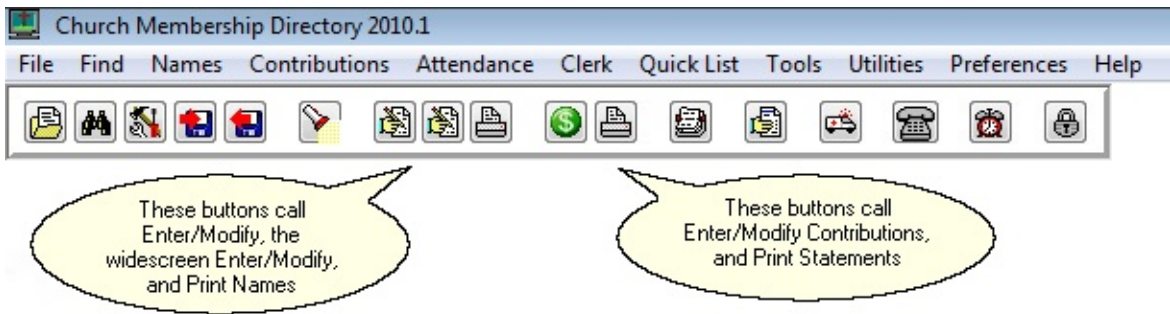 Church Membership Directory 2010.1
File Find Names Contributions Attendance Clerk Quick List Tools Utilities Preferences Help
These buttons call
Enter/Modify, the
widescreen Enter/Modify,
and Print Names
These buttons call
Enter/Modify Contributions,
and Print Statements